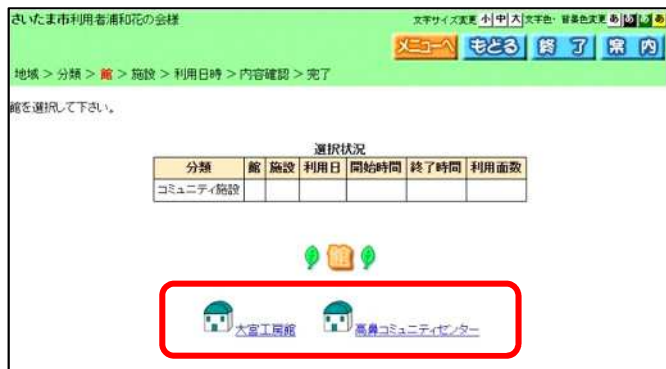 さいたま市利用者浦和花の会様
文字サイズ変更 小 中 大 文字色・背景色変更 あ あ あ あ
メニューへ もどる 終了 案内
地域 > 分類 > 館 > 施設 > 利用日時 > 内容確認 > 完了
館を選択して下さい。
選択状況
分類 館 施設 利用日 開始時間 終了時間 利用面数
コミュニティ施設
館
大宮工房館 高鼻コミュニティセンター